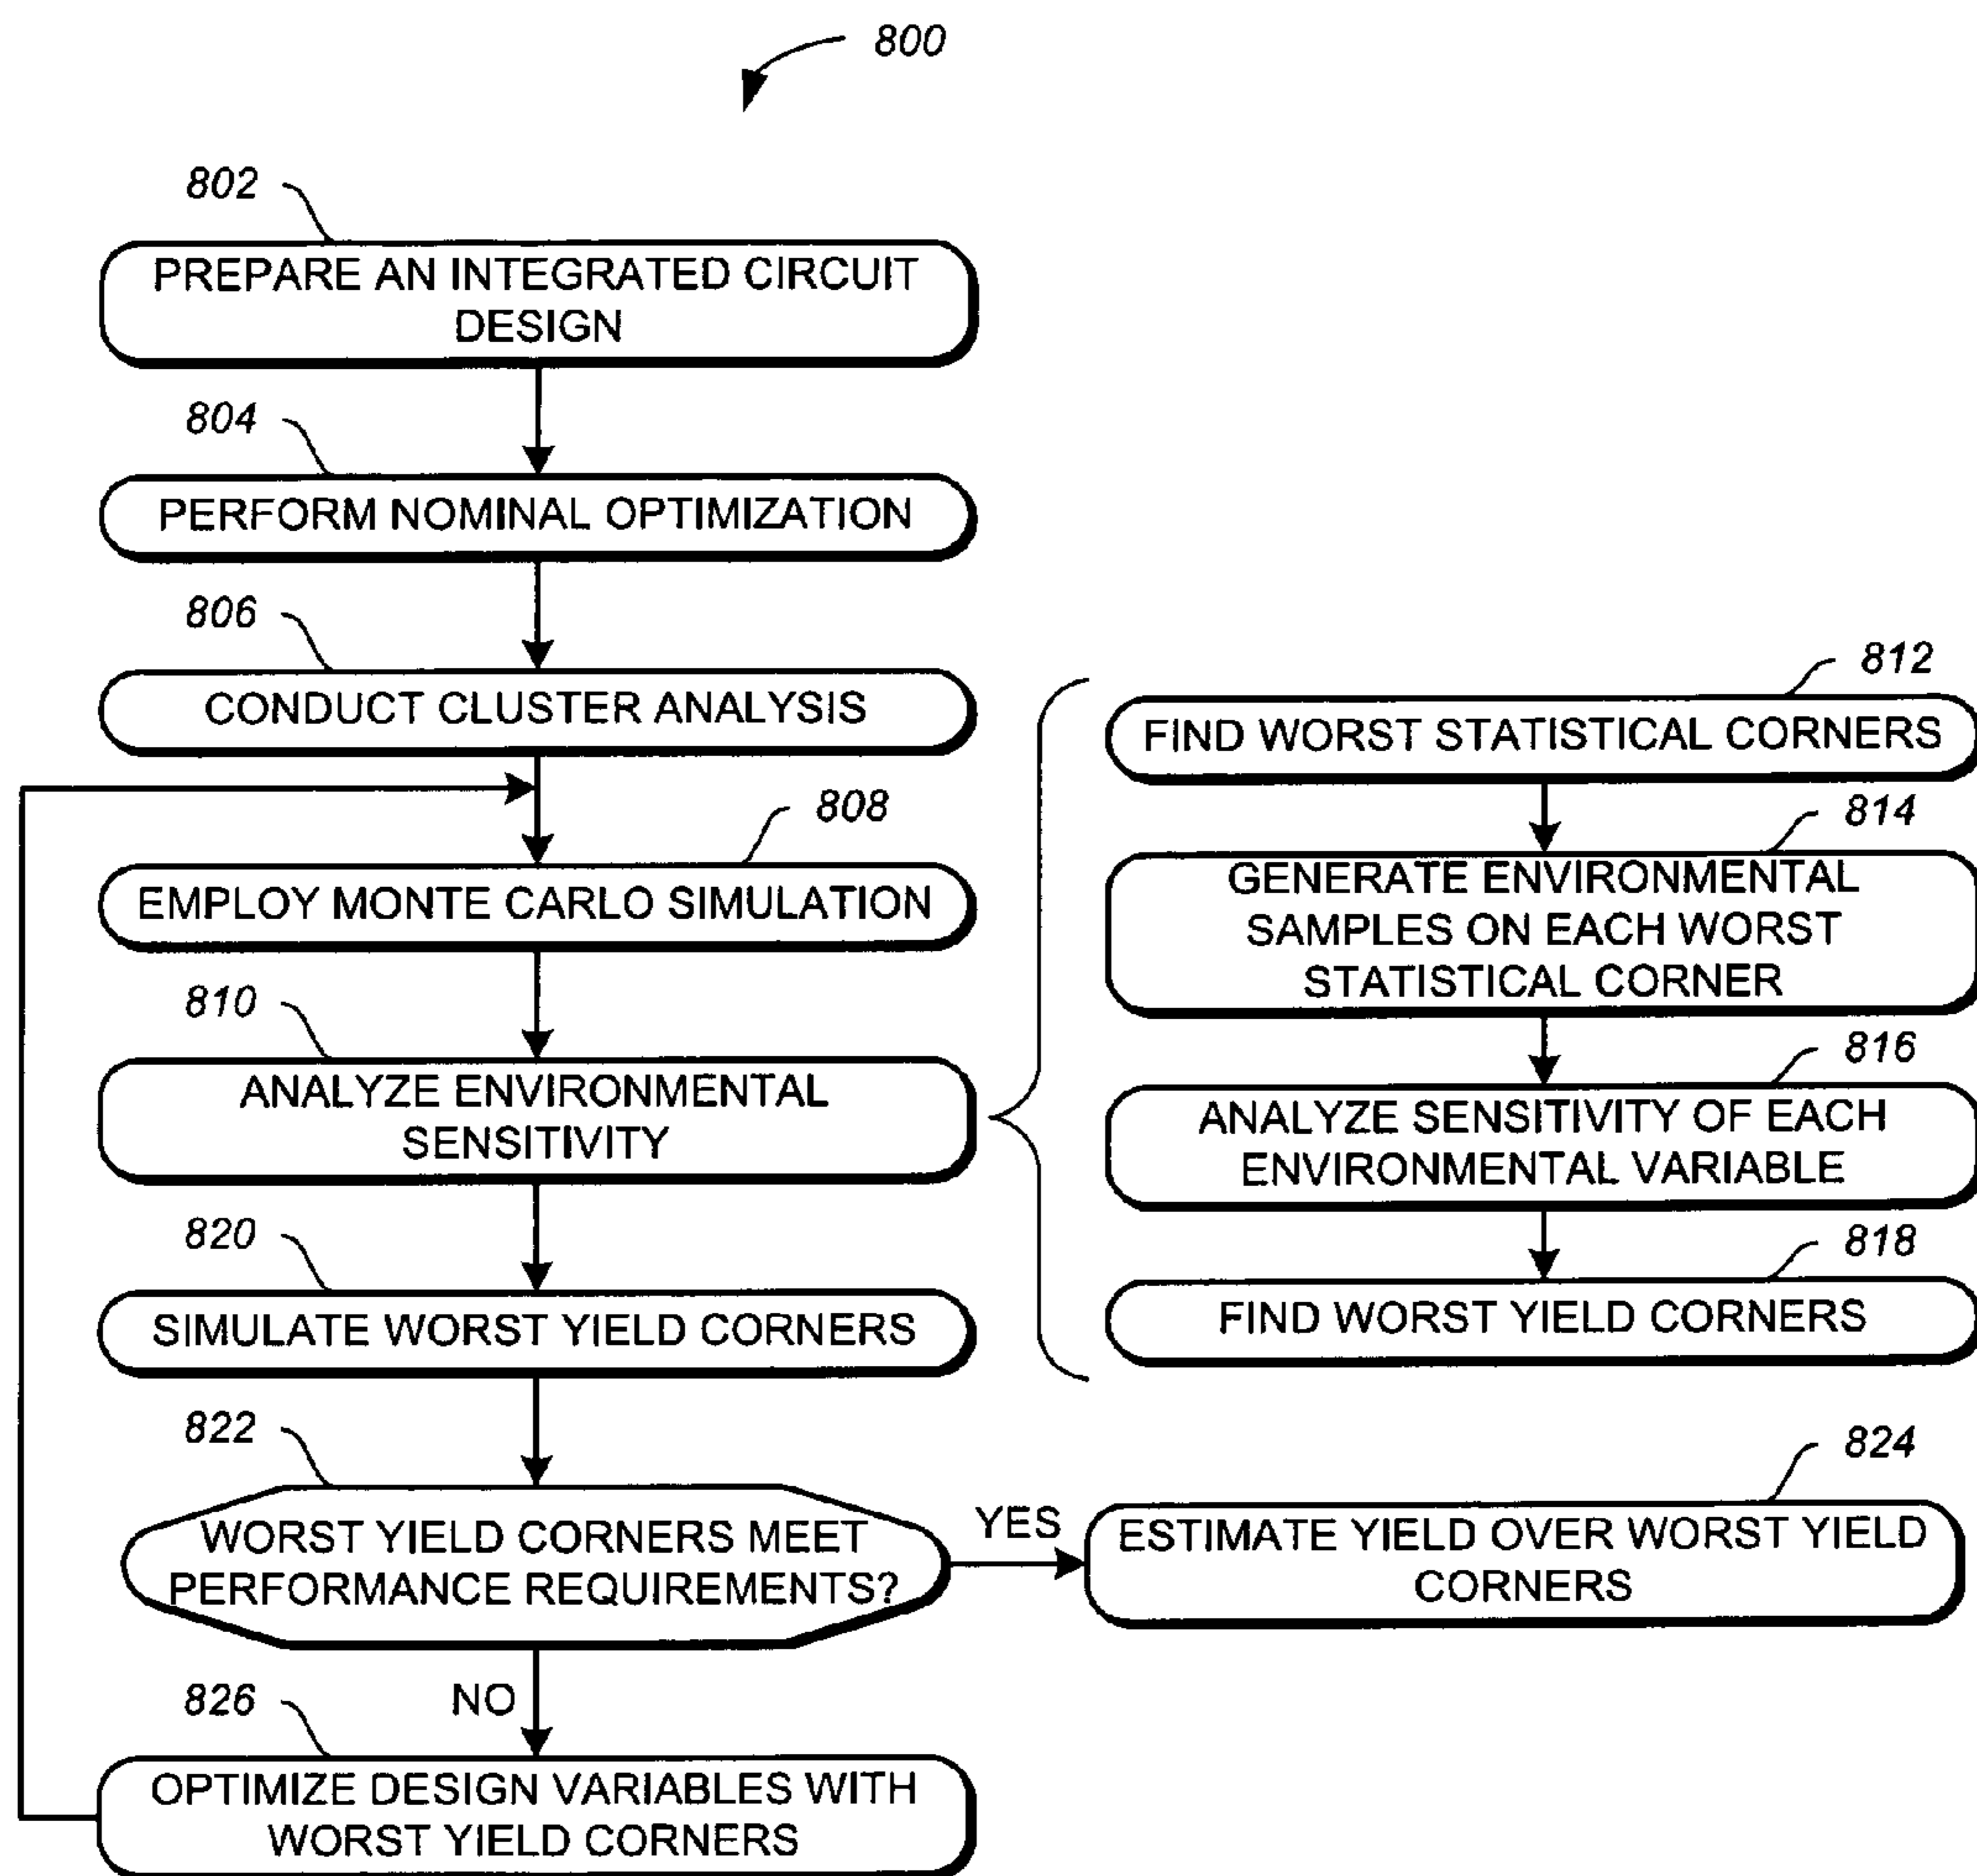 800
802
PREPARE AN INTEGRATED CIRCUIT
DESIGN
804
PERFORM NOMINAL OPTIMIZATION
806
CONDUCT CLUSTER ANALYSIS
808
EMPLOY MONTE CARLO SIMULATION
810
ANALYZE ENVIRONMENTAL
SENSITIVITY
812
FIND WORST STATISTICAL CORNERS
814
GENERATE ENVIRONMENTAL
SAMPLES ON EACH WORST
STATISTICAL CORNER
816
ANALYZE SENSITIVITY OF EACH
ENVIRONMENTAL VARIABLE
818
FIND WORST YIELD CORNERS
820
SIMULATE WORST YIELD CORNERS
822
WORST YIELD CORNERS MEET
PERFORMANCE REQUIREMENTS?
YES
824
ESTIMATE YIELD OVER WORST YIELD
CORNERS
NO
826
OPTIMIZE DESIGN VARIABLES WITH
WORST YIELD CORNERS